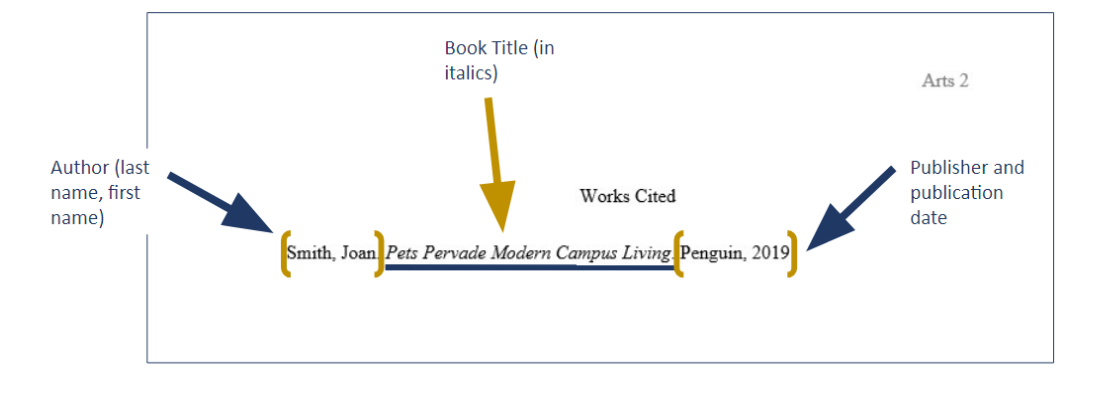 Book Title (in
italics)
Arts 2
Author (last
name, first
name)
Publisher and
publication
date
Works Cited
Smith, Joan. Pets Pervade Modern Campus Living. Penguin, 2019